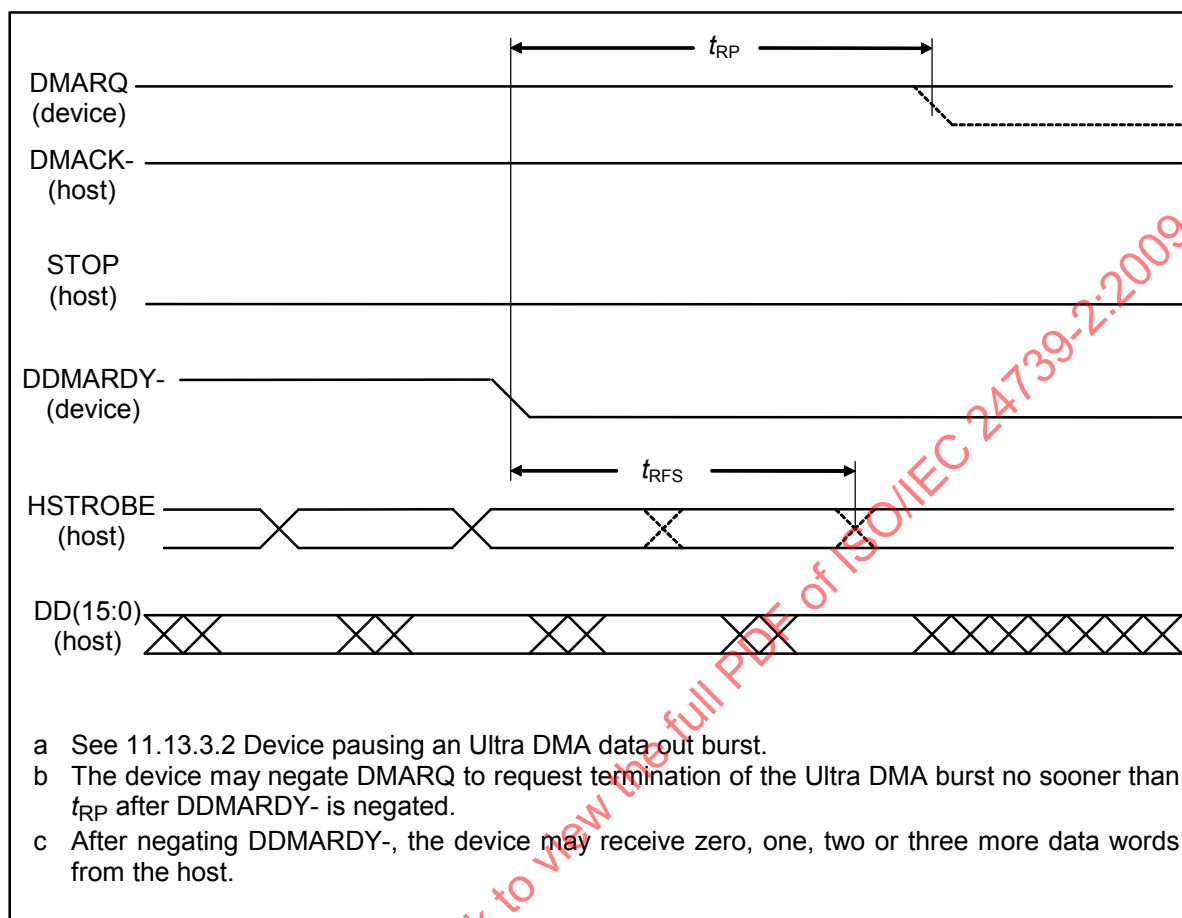 tRP
DMARQ
(device)
DMACK-
(host)
STOP
(host)
DDMARDY-
(device)
tRFS
HSTROBE
(host)
DD(15:0)
(host)
a See 11.13.3.2 Device pausing an Ultra DMA data out burst.
b The device may negate DMARQ to request termination of the Ultra DMA burst no sooner than
tRP after DDMARDY- is negated.
c After negating DDMARDY-, the device may receive zero, one, two or three more data words
from the host.
k to view the full PDF of ISO/IEC 24739-2:2009